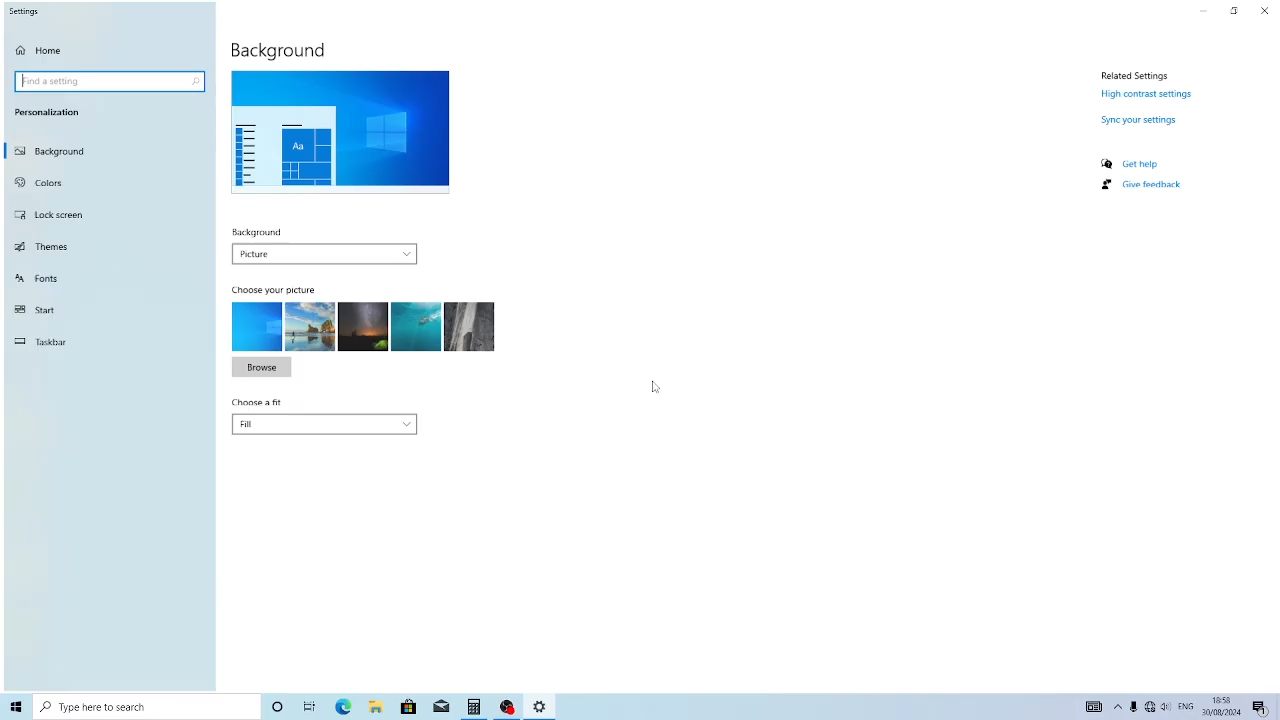 Settings
Home
Find a setting
Personalization
Background
Colors
Lock screen
Themes
Fonts
Start
Taskbar
Background
Aa
Background
Picture
Choose your picture
Browse
Choose a fit
Fill
Related Settings
High contrast settings
Sync your settings
Get help
Give feedback
Type here to search
ENG
18:58
30/08/2024
1